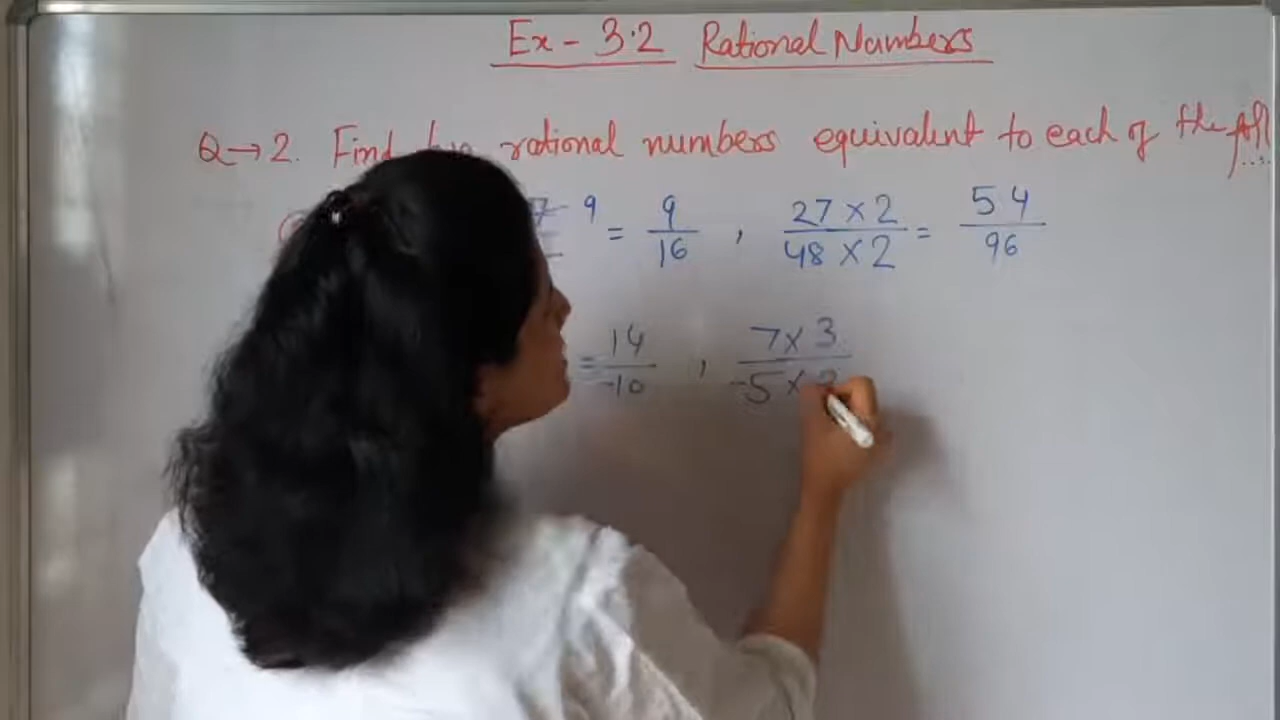 Ex - 3.2 Rational Numbers
Q→2. Find rational numbers equivalent to each of the
9 = 9/16 , 27 × 2 / 48 × 2 = 54/96
= 14/-10 , 7 × 3 / -5 ×